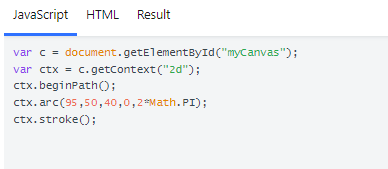 JavaScript HTML Result
var c = document.getElementById("myCanvas");
var ctx = c.getContext("2d");
ctx.beginPath();
ctx.arc(95,50,40,0,2*Math.PI);
ctx.stroke();